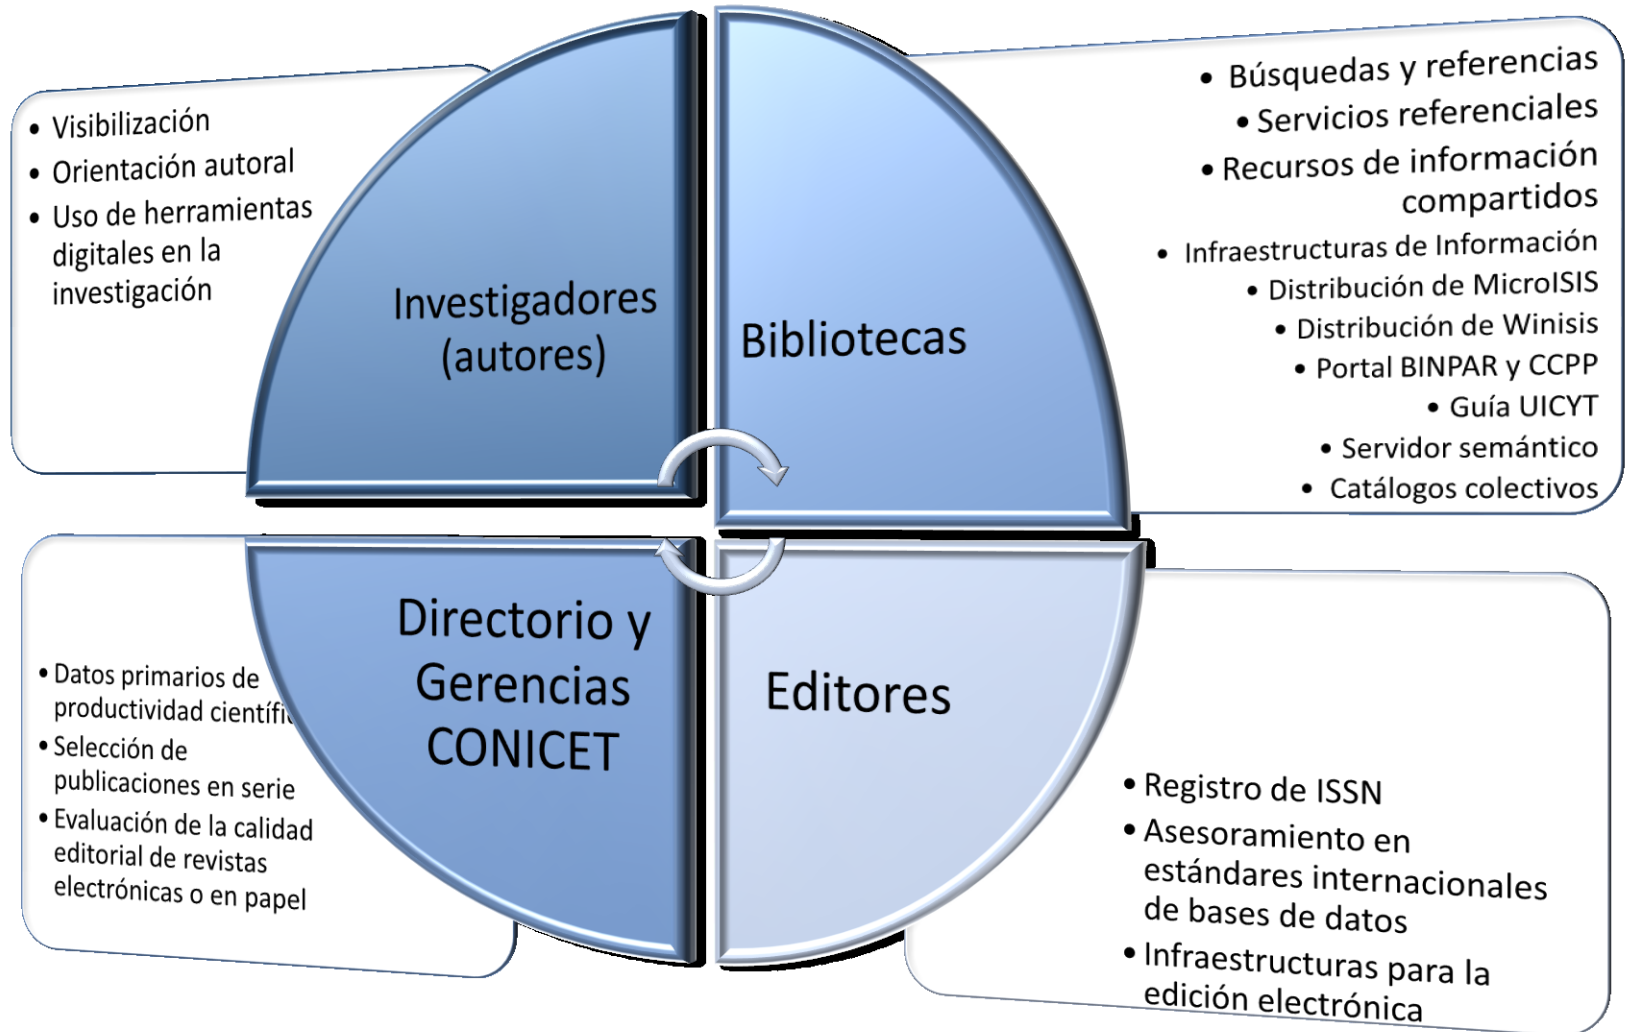 • Visibilización
• Orientación autoral
• Uso de herramientas
digitales en la
investigación
Investigadores
(autores)
Bibliotecas
• Búsquedas y referencias
• Servicios referenciales
• Recursos de información
compartidos
• Infraestructuras de Información
• Distribución de MicroISIS
• Distribución de Winisis
• Portal BINPAR y CCPP
• Guía UICYT
• Servidor semántico
• Catálogos colectivos
• Datos primarios de
productividad científi
• Selección de
publicaciones en serie
• Evaluación de la calidad
editorial de revistas
electrónicas o en papel
Directorio y
Gerencias
CONICET
Editores
• Registro de ISSN
• Asesoramiento en
estándares internacionales
de bases de datos
• Infraestructuras para la
edición electrónica